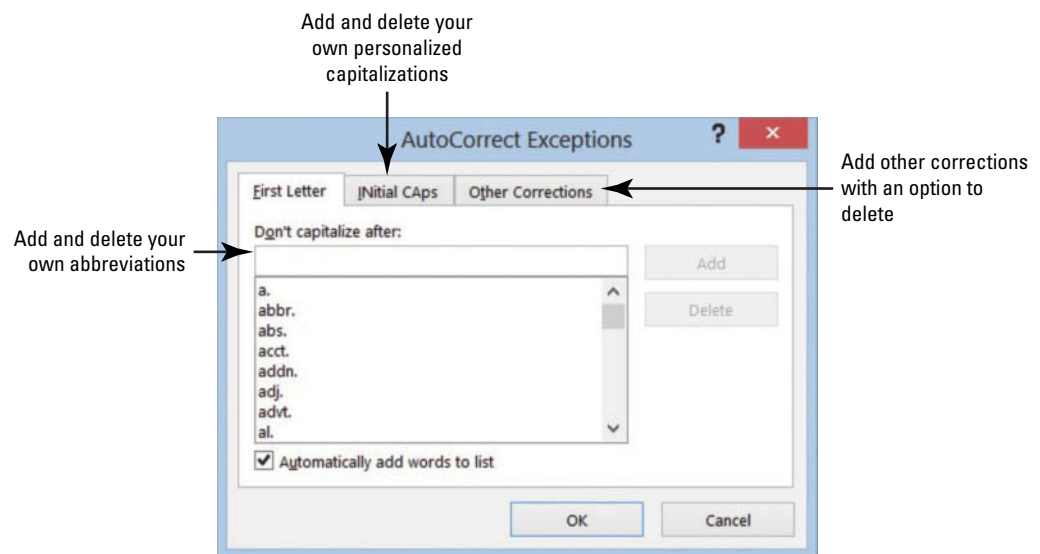 Add and delete your
own personalized
capitalizations
AutoCorrect Exceptions
?
×
First Letter
INitial CAps
Other Corrections
Add other corrections
with an option to
delete
Don't capitalize after:
Add and delete your
own abbreviations
Add
Delete
a.
abbr.
abs.
acct.
addn.
adj.
advt.
al.
Automatically add words to list
OK
Cancel